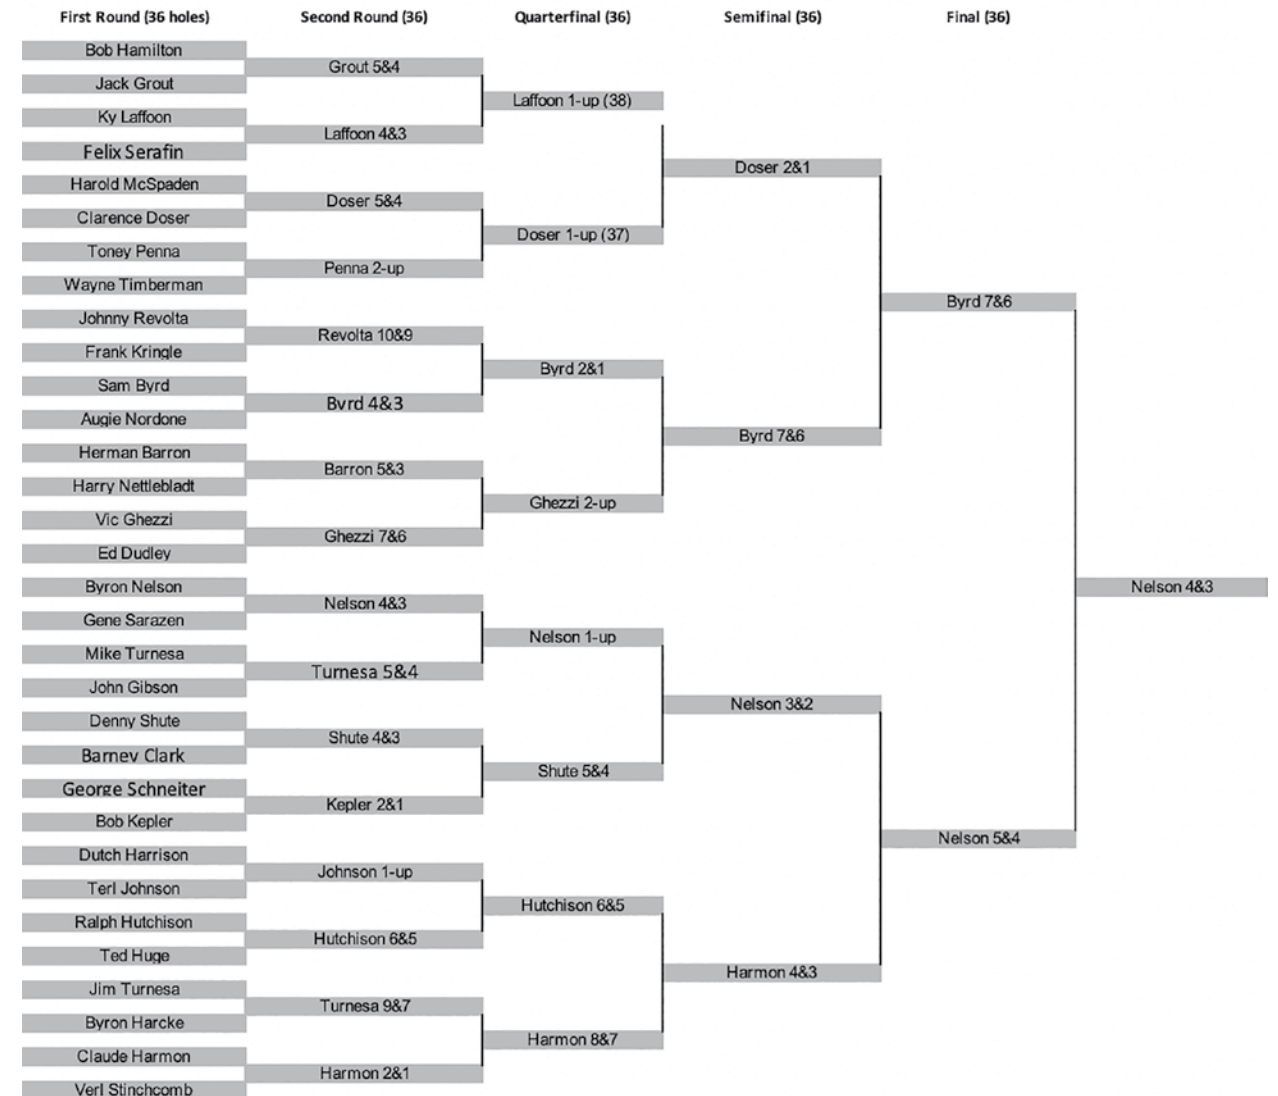 First Round (36 holes)
Second Round (36)
Quarterfinal (36)
Semifinal (36)
Final (36)
Bob Hamilton
Jack Grout
Ky Laffoon
Felix Serafin
Harold McSpaden
Clarence Doser
Toney Penna
Wayne Timberman
Johnny Revolta
Frank Kringle
Sam Byrd
Augie Nordone
Herman Barron
Harry Nettlebladt
Vic Ghezzi
Ed Dudley
Byron Nelson
Gene Sarazen
Mike Turnesa
John Gibson
Denny Shute
Barney Clark
George Schneiter
Bob Kepler
Dutch Harrison
Terl Johnson
Ralph Hutchison
Ted Huge
Jim Turnesa
Byron Harcke
Claude Harmon
Verl Stinchcomb
Grout 5&4
Laffoon 4&3
Doser 5&4
Penna 2-up
Revolta 10&9
Byrd 4&3
Barron 5&3
Ghezzi 7&6
Nelson 4&3
Turnesa 5&4
Shute 4&3
Kepler 2&1
Johnson 1-up
Hutchison 6&5
Turnesa 9&7
Harmon 2&1
Laffoon 1-up (38)
Doser 1-up (37)
Byrd 2&1
Ghezzi 2-up
Nelson 1-up
Shute 5&4
Hutchison 6&5
Harmon 8&7
Doser 2&1
Byrd 7&6
Nelson 3&2
Harmon 4&3
Byrd 7&6
Nelson 5&4
Nelson 4&3